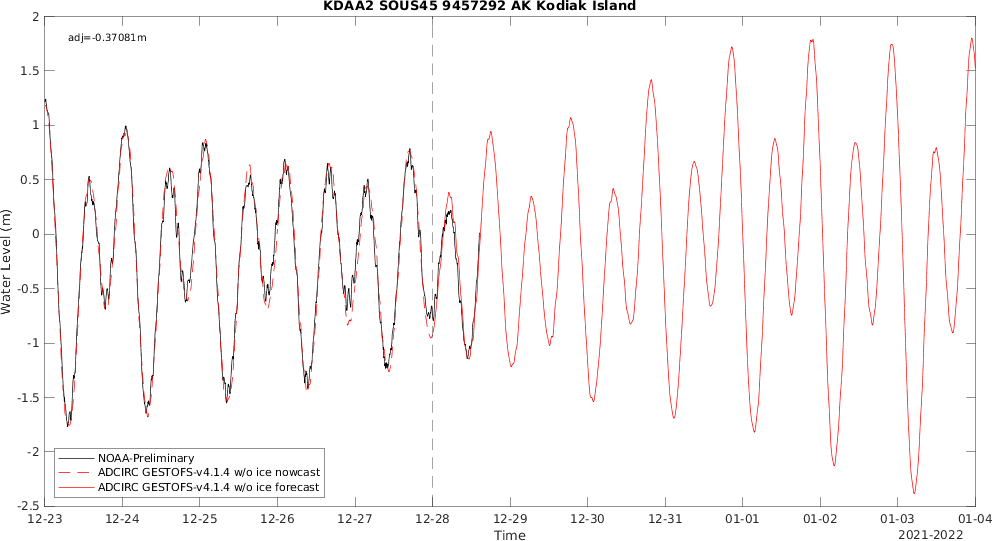 KDAA2 SOUS45 9457292 AK Kodiak Island
adj=-0.37081m
Water Level (m)
2
1.5
1
0.5
0
-0.5
-1
-1.5
-2
-2.5
NOAA-Preliminary
ADCIRC GESTOFS-v4.1.4 w/o ice nowcast
ADCIRC GESTOFS-v4.1.4 w/o ice forecast
12-23 12-24 12-25 12-26 12-27 12-28 12-29 12-30 12-31 01-01 01-02 01-03 01-04
Time
2021-2022